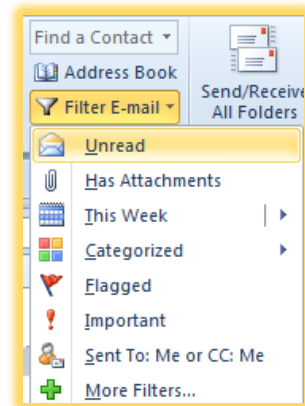 Find a Contact
Address Book
Filter E-mail
Send/Receive
All Folders
Unread
Has Attachments
This Week
Categorized
Flagged
Important
Sent To: Me or CC: Me
More Filters...